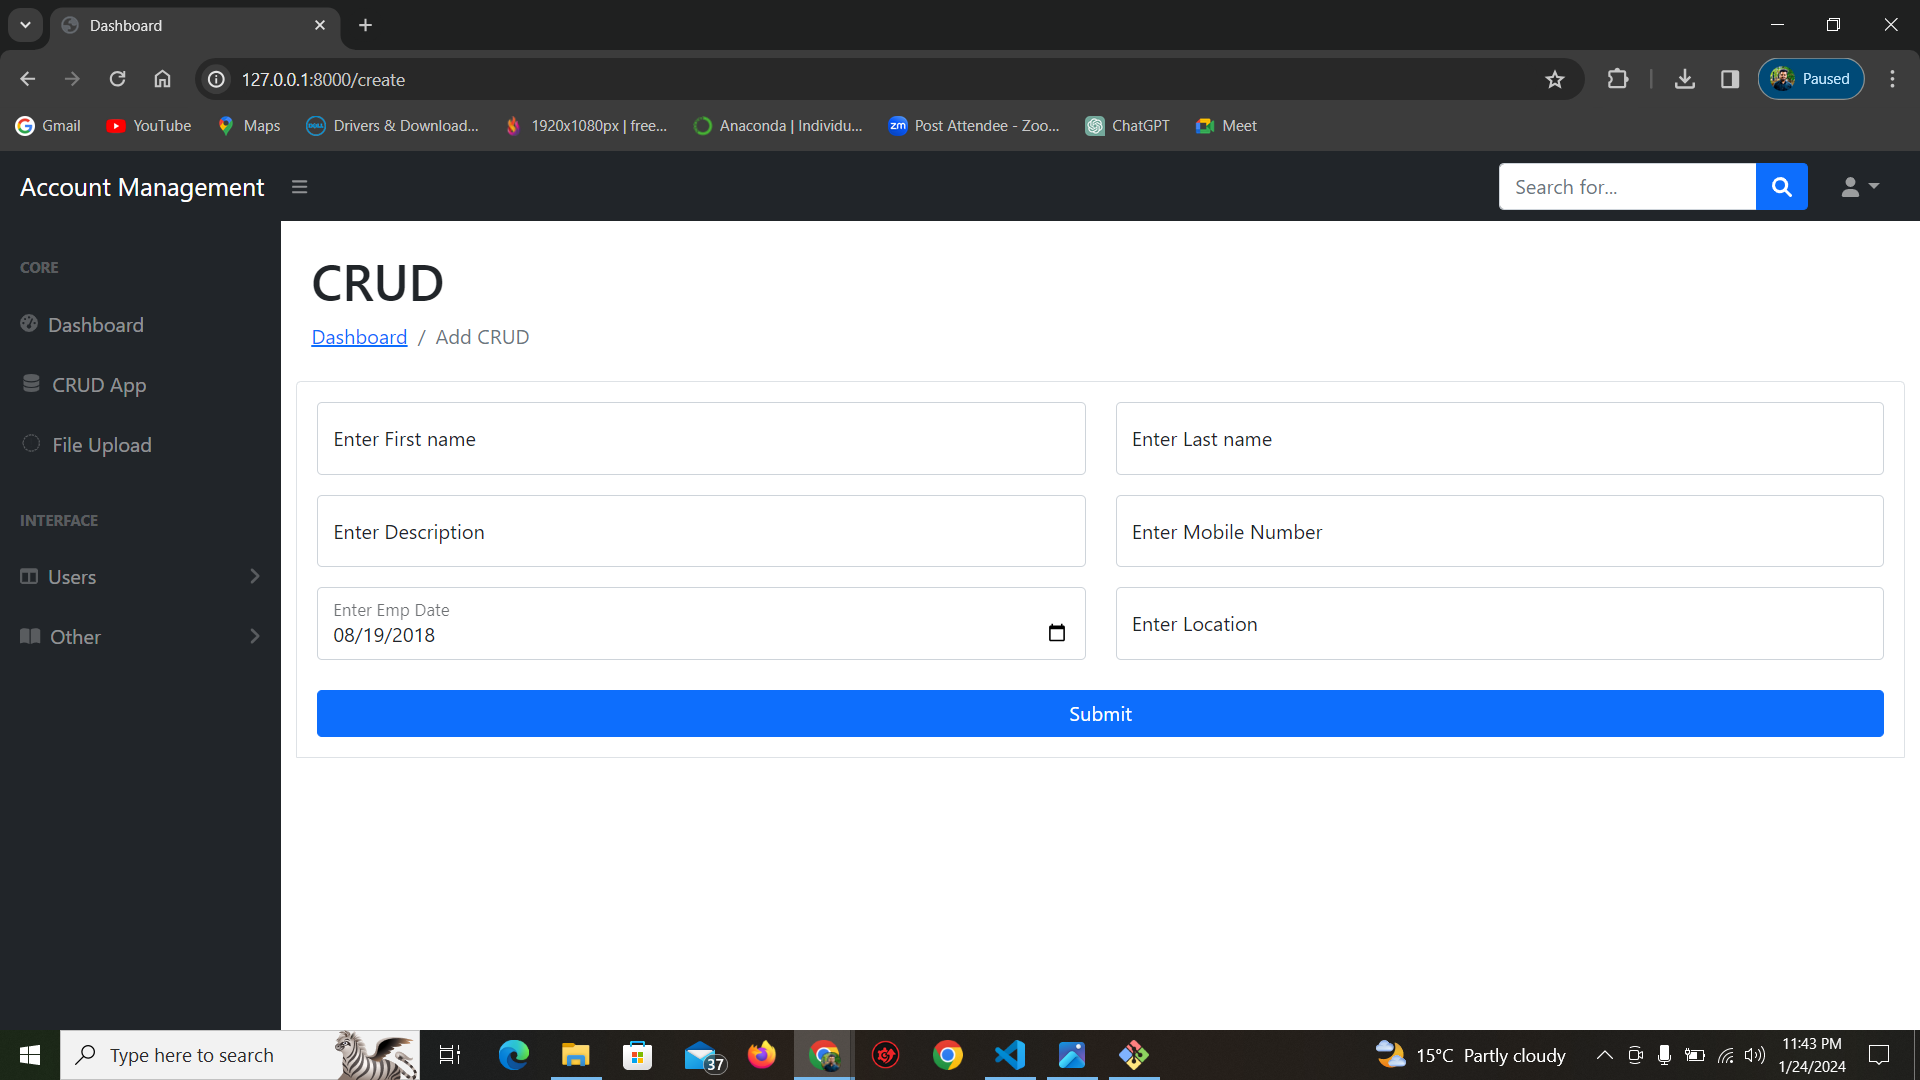 Dashboard
127.0.0.1:8000/create
Paused
Gmail YouTube Maps DELL Drivers & Download... 1920x1080px | free... Anaconda | Individu... zm Post Attendee - Zoo... ChatGPT Meet
Account Management
Search for...
CORE
Dashboard
CRUD App
File Upload
INTERFACE
Users
Other
CRUD
Dashboard / Add CRUD
Enter First name
Enter Last name
Enter Description
Enter Mobile Number
Enter Emp Date
08/19/2018
Enter Location
Submit
Type here to search
37
15°C Partly cloudy
11:43 PM
1/24/2024